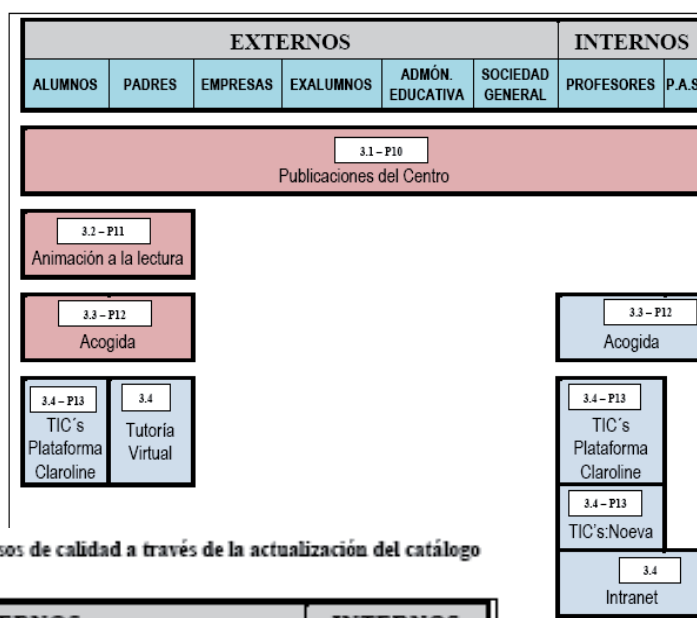 EXTERNOS INTERNOS
ALUMNOS PADRES EMPRESAS EXALUMNOS ADMÓN. EDUCATIVA SOCIEDAD GENERAL PROFESORES P.A.S
3.1 – P10
Publicaciones del Centro
3.2 – P11
Animación a la lectura
3.3 – P12
Acogida
3.3 – P12
Acogida
3.4 – P13
TIC´s
Plataforma
Claroline
3.4
Tutoría
Virtual
3.4 – P13
TIC´s
Plataforma
Claroline
3.4 – P13
TIC's:Noeva
3.4
Intranet
de calidad a través de la actualización del catálogo